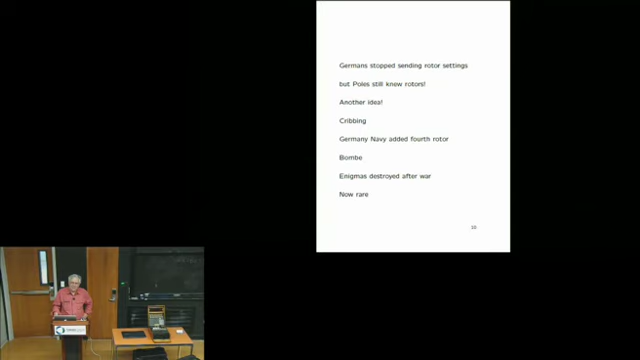 Germans stopped sending rotor settings
but Poles still knew rotors!
Another idea!
Cribbing
Germany Navy added fourth rotor
Bombe
Enigmas destroyed after war
Now rare